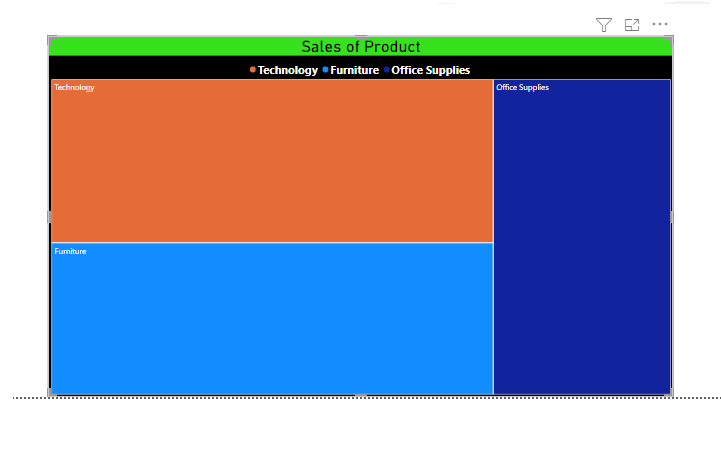 Sales of Product
Technology Furniture Office Supplies
Technology
Office Supplies
Furniture